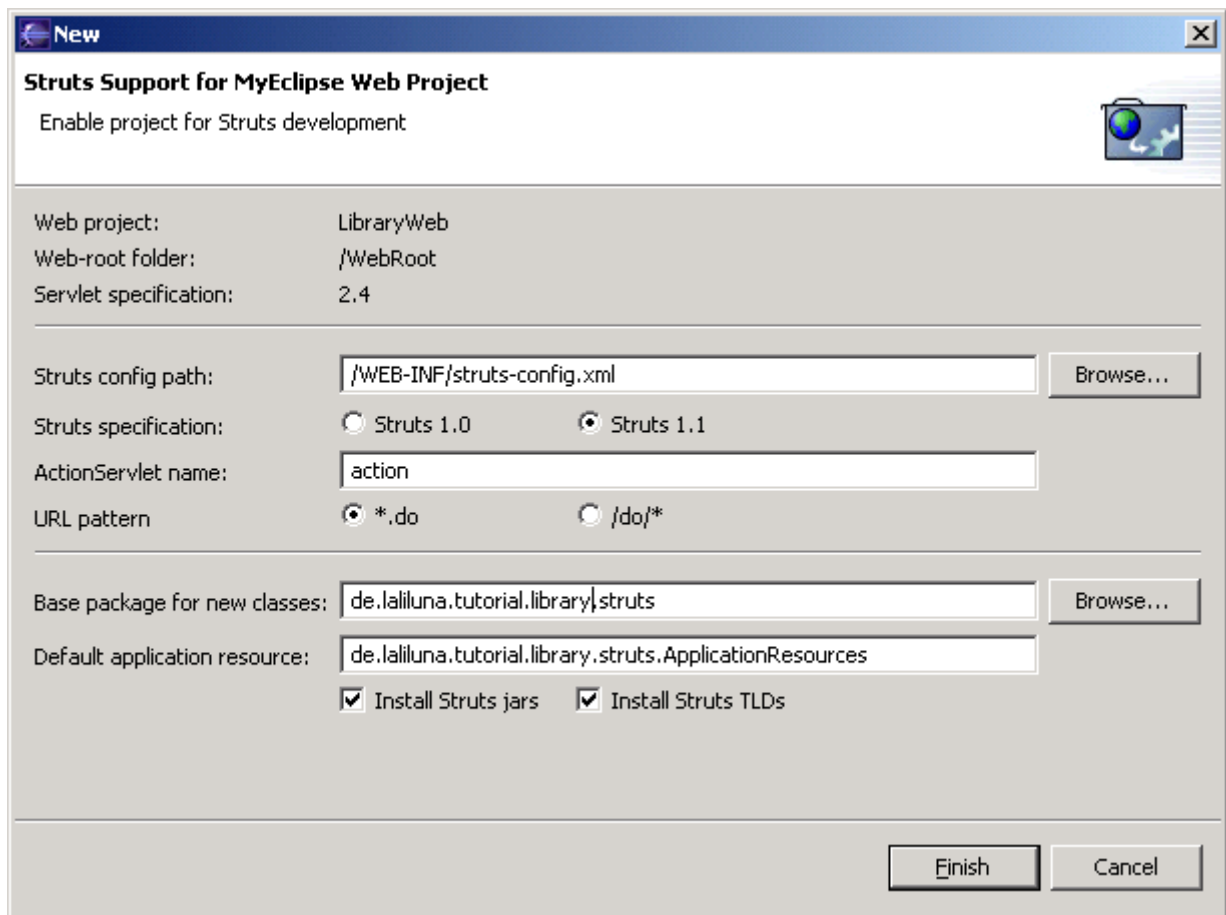 New
Struts Support for MyEclipse Web Project
Enable project for Struts development
Web project: LibraryWeb
Web-root folder: /WebRoot
Servlet specification: 2.4
Struts config path: /WEB-INF/struts-config.xml Browse...
Struts specification: Struts 1.0 Struts 1.1
ActionServlet name: action
URL pattern *.do /do/*
Base package for new classes: de.laliluna.tutorial.library.struts Browse...
Default application resource: de.laliluna.tutorial.library.struts.ApplicationResources
Install Struts jars Install Struts TLDs
Finish Cancel